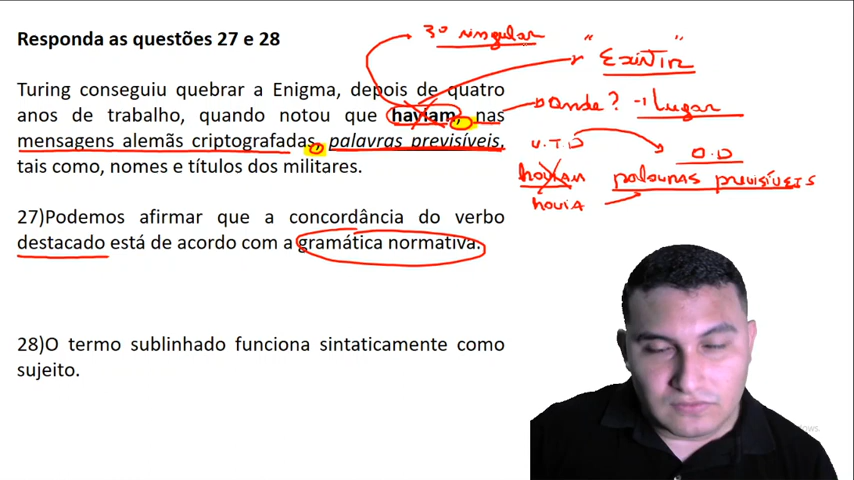 Responda as questões 27 e 28
3º singular
"Existir"
Turing conseguiu quebrar a Enigma, depois de quatro
anos de trabalho, quando notou que haviam, nas
mensagens alemãs criptografadas, palavras previsíveis,
tais como, nomes e títulos dos militares.
Onde? → Lugar
V.T.D
O.D
haviam palavras previsíveis
havia
27)Podemos afirmar que a concordância do verbo
destacado está de acordo com a gramática normativa.
28)O termo sublinhado funciona sintaticamente como
sujeito.